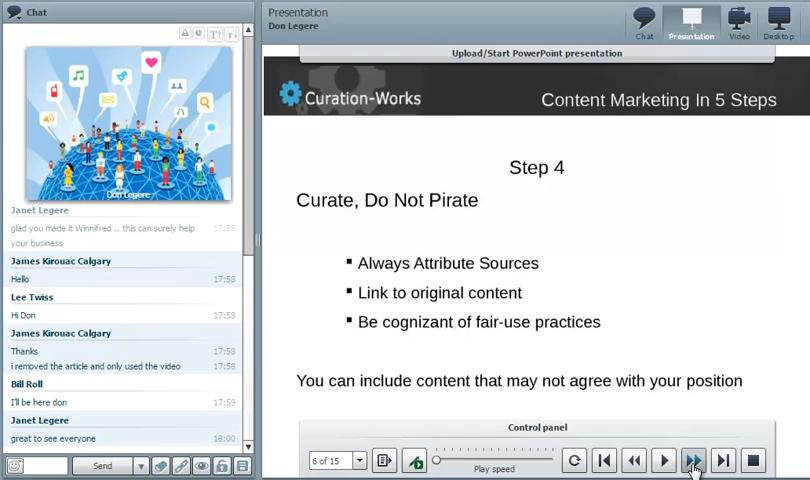 Chat
Don Legere
Janet Legere
glad you made it Winnifred .. this can surely help 17:55
your business
James Kirouac Calgary
Hello 17:58
Lee Twiss
Hi Don 17:58
James Kirouac Calgary
Thanks 17:58
i removed the article and only used the video 17:58
Bill Roll
I'll be here don 17:59
Janet Legere
great to see everyone 18:00
Send
Presentation
Don Legere
Chat
Presentation
Video
Desktop
Upload/Start PowerPoint presentation
Curation-Works
Content Marketing In 5 Steps
Step 4
Curate, Do Not Pirate
▪ Always Attribute Sources
▪ Link to original content
▪ Be cognizant of fair-use practices
You can include content that may not agree with your position
Control panel
6 of 15
Play speed